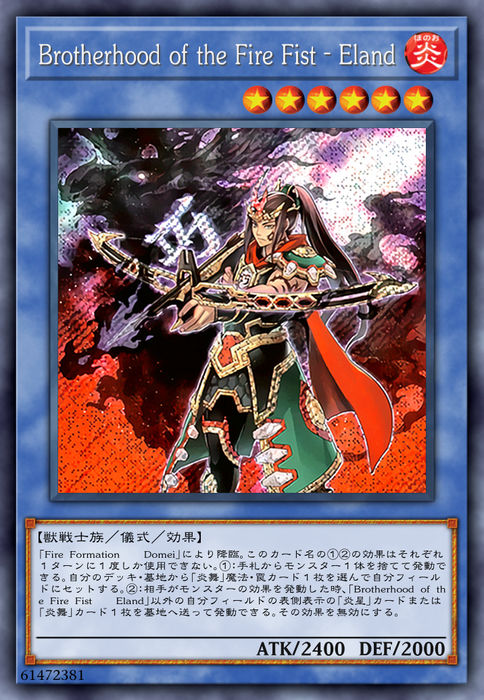 Brotherhood of the Fire Fist - Eland
ほのお
炎
【獣戦士族／儀式／効果】
「Fire Formation Domei」により降臨。このカード名の①②の効果はそれぞれ
１ターンに１度しか使用できない。①：手札からモンスター１体を捨てて発動で
きる。自分のデッキ・墓地から「炎舞」魔法・罠カード１枚を選んで自分フィール
ドにセットする。②：相手がモンスターの効果を発動した時、「Brotherhood of th
e Fire Fist Eland」以外の自分フィールドの表側表示の「炎星」カードまたは
「炎舞」カード１枚を墓地へ送って発動できる。その効果を無効にする。
ATK/2400 DEF/2000
61472381